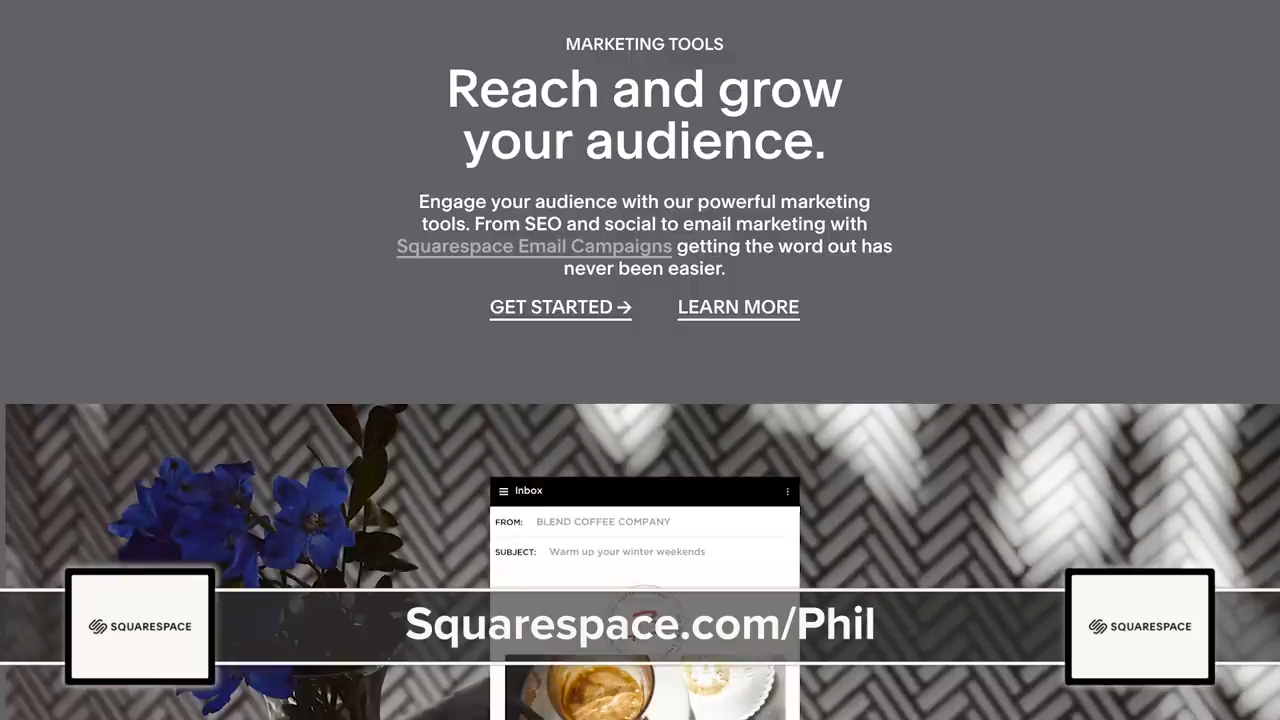 MARKETING TOOLS
Reach and grow
your audience.
Engage your audience with our powerful marketing
tools. From SEO and social to email marketing with
Squarespace Email Campaigns getting the word out has
never been easier.
GET STARTED → LEARN MORE
Inbox
FROM: BLEND COFFEE COMPANY
SUBJECT: Warm up your winter weekends
SQUARESPACE
Squarespace.com/Phil
SQUARESPACE